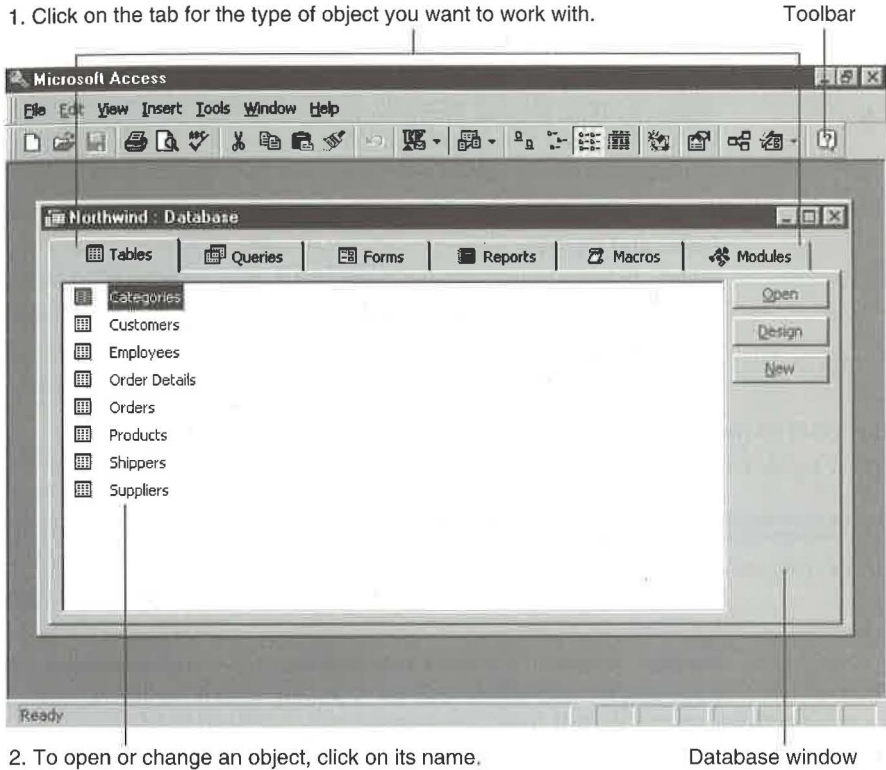 1. Click on the tab for the type of object you want to work with. Toolbar
Microsoft Access
File Edit View Insert Tools Window Help
Northwind : Database
Tables Queries Forms Reports Macros Modules
Categories
Customers
Employees
Order Details
Orders
Products
Shippers
Suppliers
Open
Design
New
Ready
2. To open or change an object, click on its name. Database window